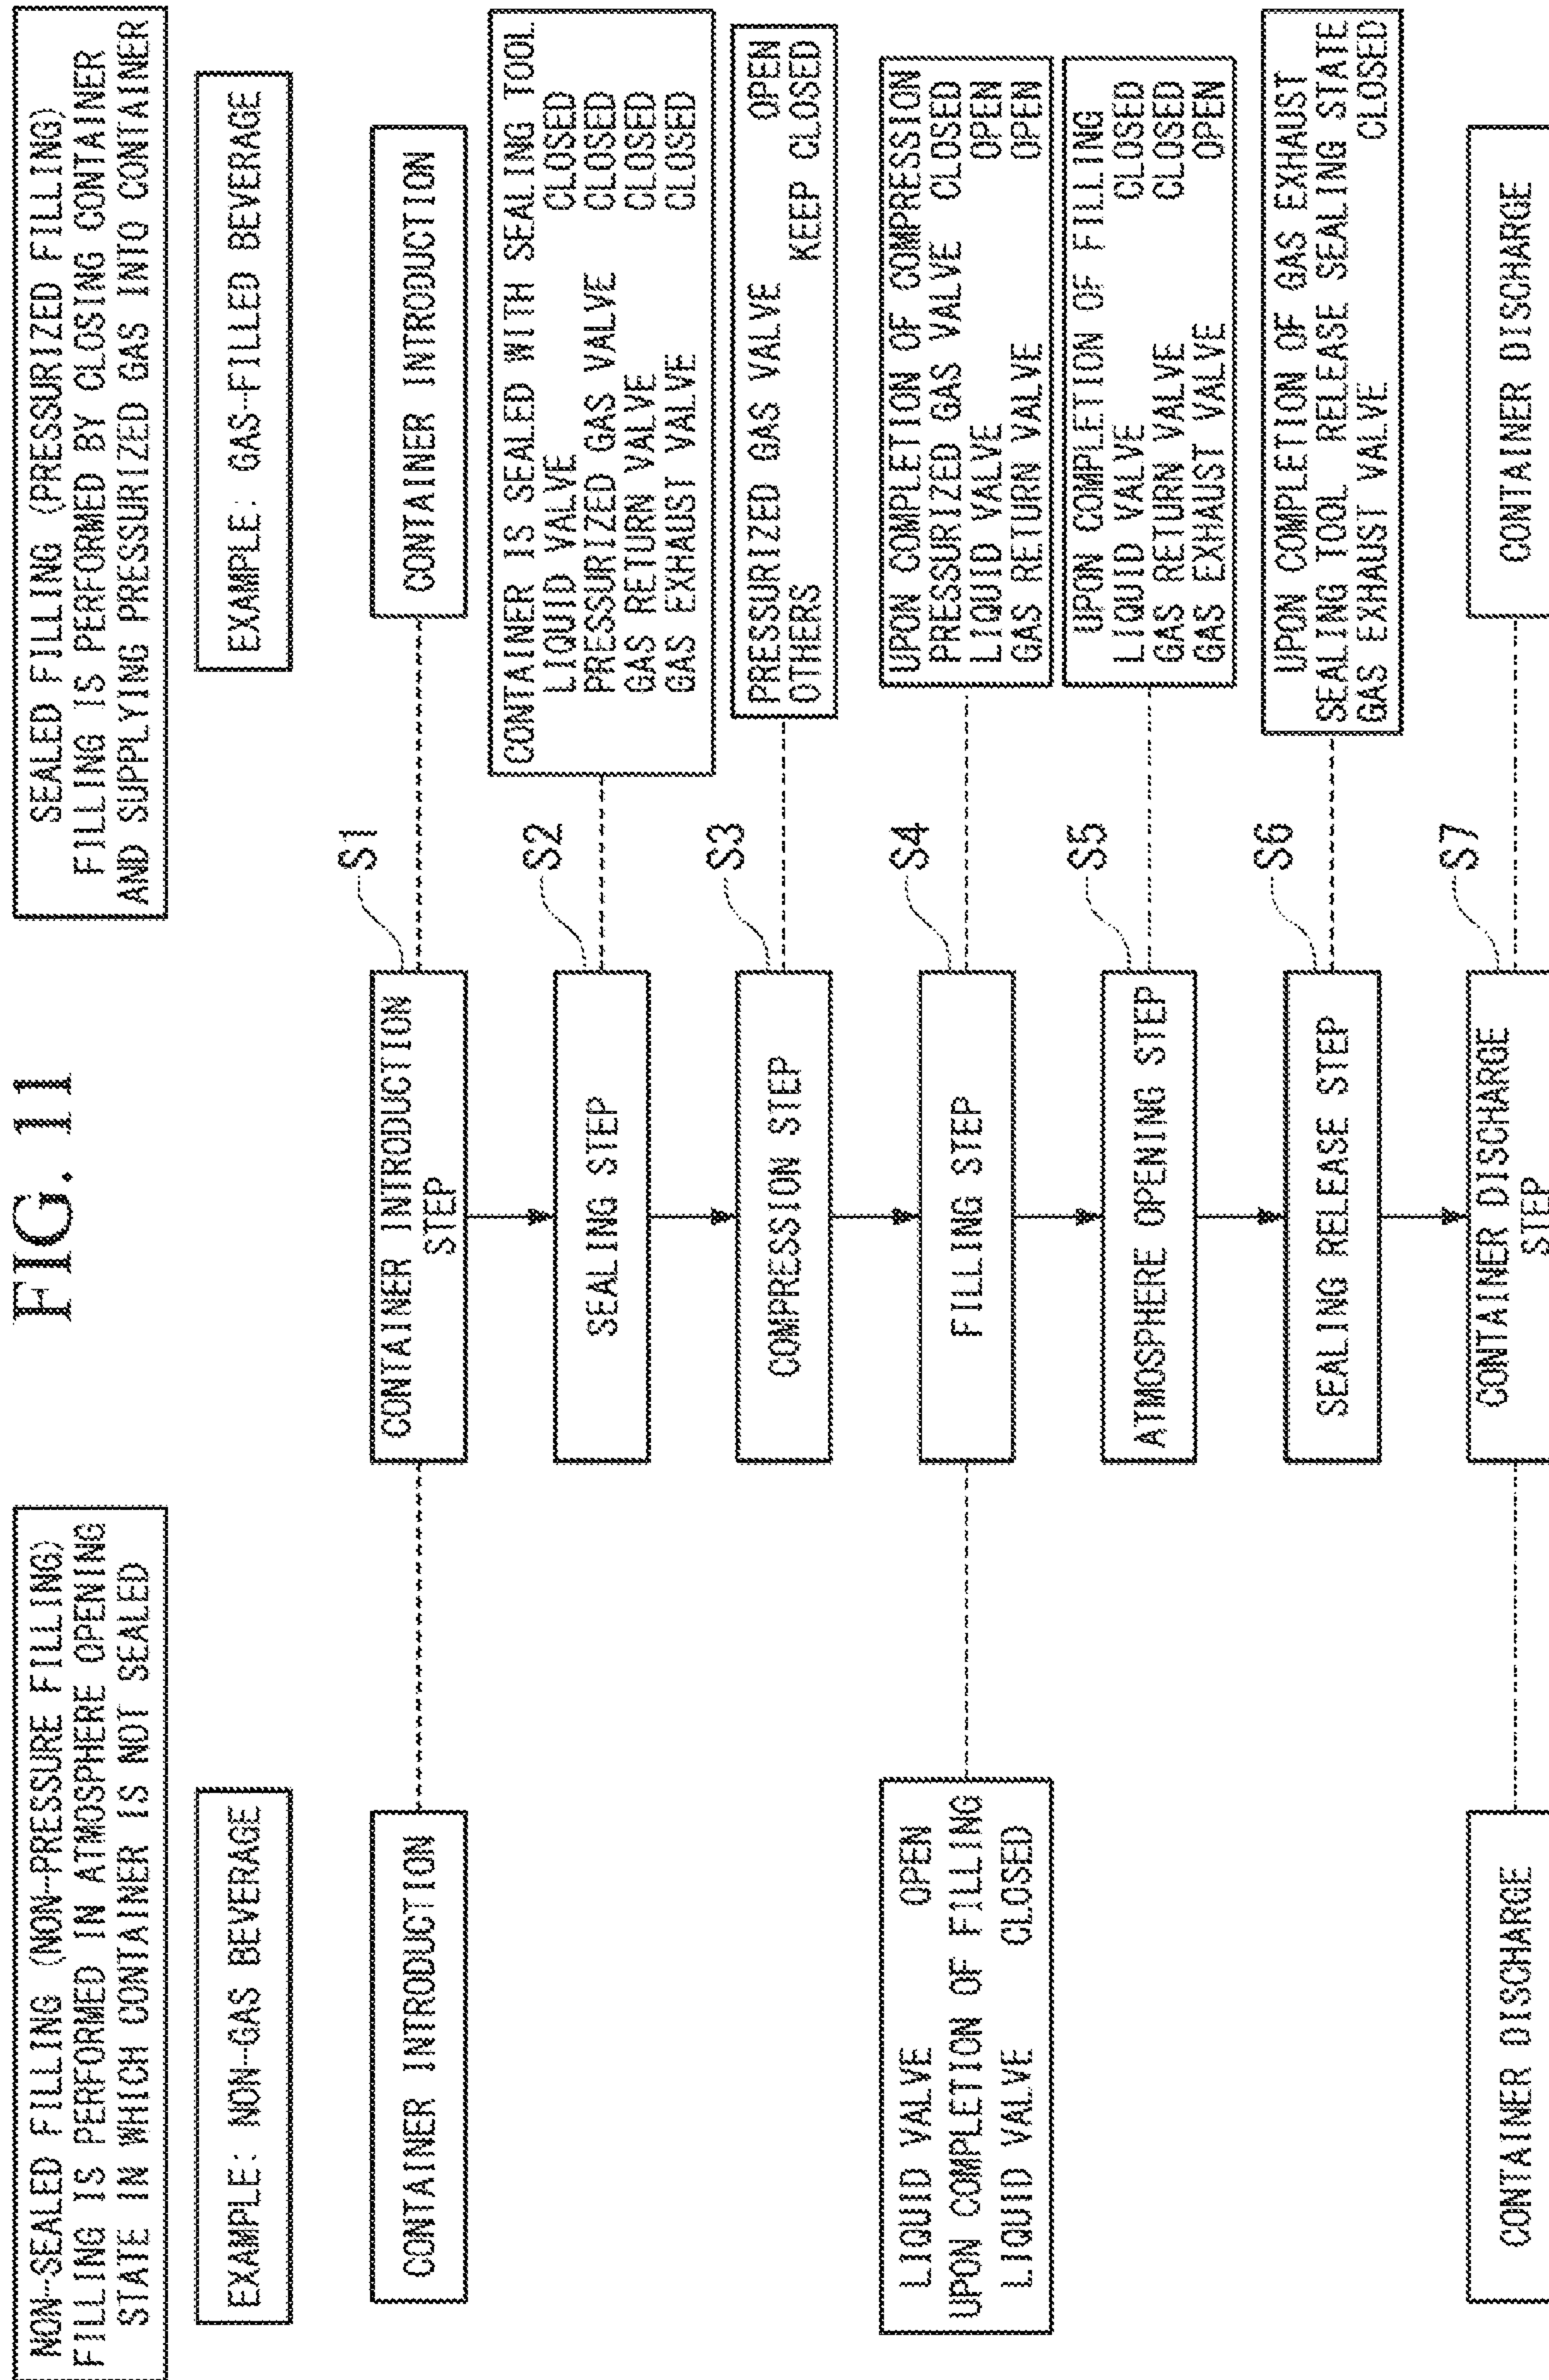 FIG. 11
NON-SEALED FILLING (NON-PRESSURE FILLING)
FILLING IS PERFORMED IN ATMOSPHERE OPENING
STATE IN WHICH CONTAINER IS NOT SEALED
SEALED FILLING (PRESSURIZED FILLING)
FILLING IS PERFORMED BY CLOSING CONTAINER
AND SUPPLYING PRESSURIZED GAS INTO CONTAINER
EXAMPLE: NON-GAS BEVERAGE
EXAMPLE: GAS-FILLED BEVERAGE
CONTAINER INTRODUCTION
CONTAINER INTRODUCTION
STEP
S1
CONTAINER INTRODUCTION
SEALING STEP
S2
CONTAINER IS SEALED WITH SEALING TOOL
LIQUID VALVE CLOSED
PRESSURIZED GAS VALVE CLOSED
GAS RETURN VALVE CLOSED
GAS EXHAUST VALVE CLOSED
COMPRESSION STEP
S3
PRESSURIZED GAS VALVE OPEN
OTHERS KEEP CLOSED
LIQUID VALVE OPEN
UPON COMPLETION OF FILLING
LIQUID VALVE CLOSED
FILLING STEP
S4
UPON COMPLETION OF COMPRESSION
PRESSURIZED GAS VALVE CLOSED
LIQUID VALVE OPEN
GAS RETURN VALVE OPEN
ATMOSPHERE OPENING STEP
S5
UPON COMPLETION OF FILLING
LIQUID VALVE CLOSED
GAS RETURN VALVE CLOSED
GAS EXHAUST VALVE OPEN
SEALING RELEASE STEP
S6
UPON COMPLETION OF GAS EXHAUST
SEALING TOOL RELEASE SEALING STATE
GAS EXHAUST VALVE CLOSED
CONTAINER DISCHARGE
CONTAINER DISCHARGE
STEP
S7
CONTAINER DISCHARGE